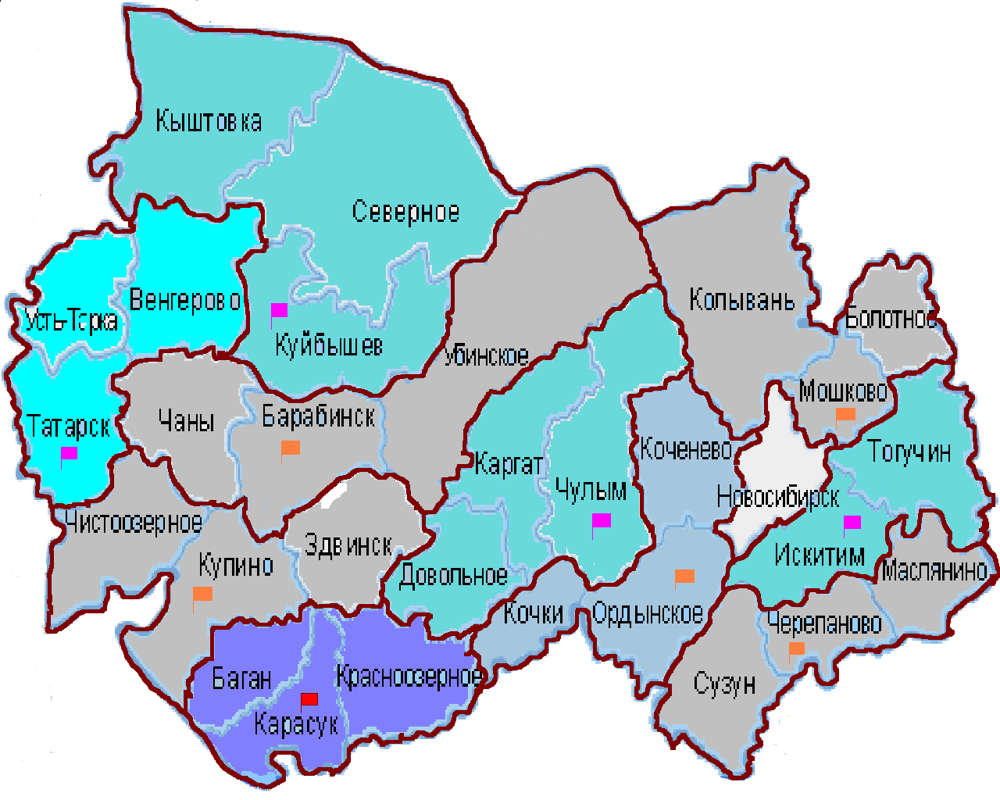 Кыштовка
Северное
Венгерово
Усть-Тарка
Колывань
Болотное
Куйбышев
Убинское
Мошково
Татарск
Чаны
Барабинск
Каргат
Коченево
Тогучин
Чулым
Новосибирск
Чистоозерное
Здвинск
Купино
Довольное
Искитим
Маслянино
Кочки
Ордынское
Черепаново
Баган
Краснозерное
Сузун
Карасук